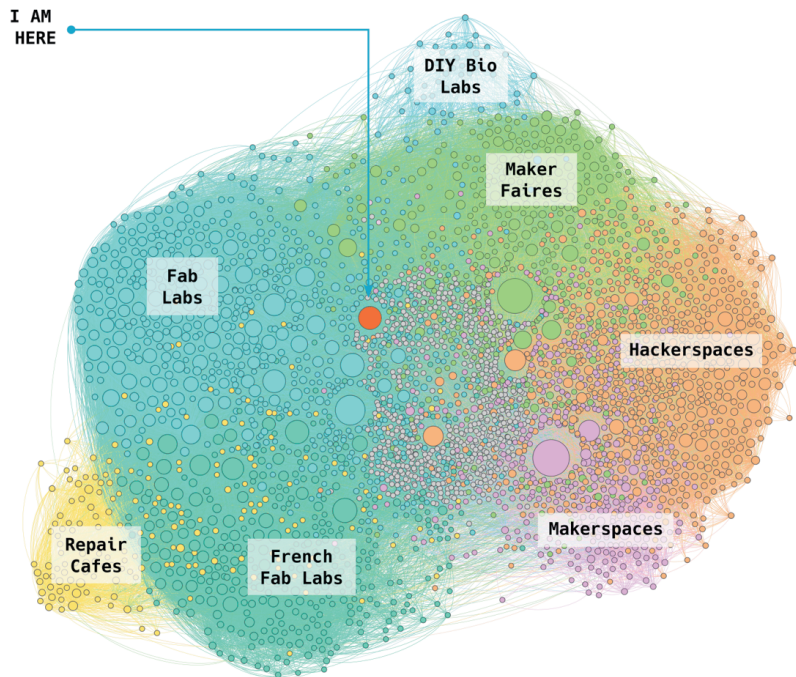 I AM
HERE
DIY Bio
Labs
Maker
Faires
Fab
Labs
Hackerspaces
Makerspaces
Repair
Cafes
French
Fab Labs